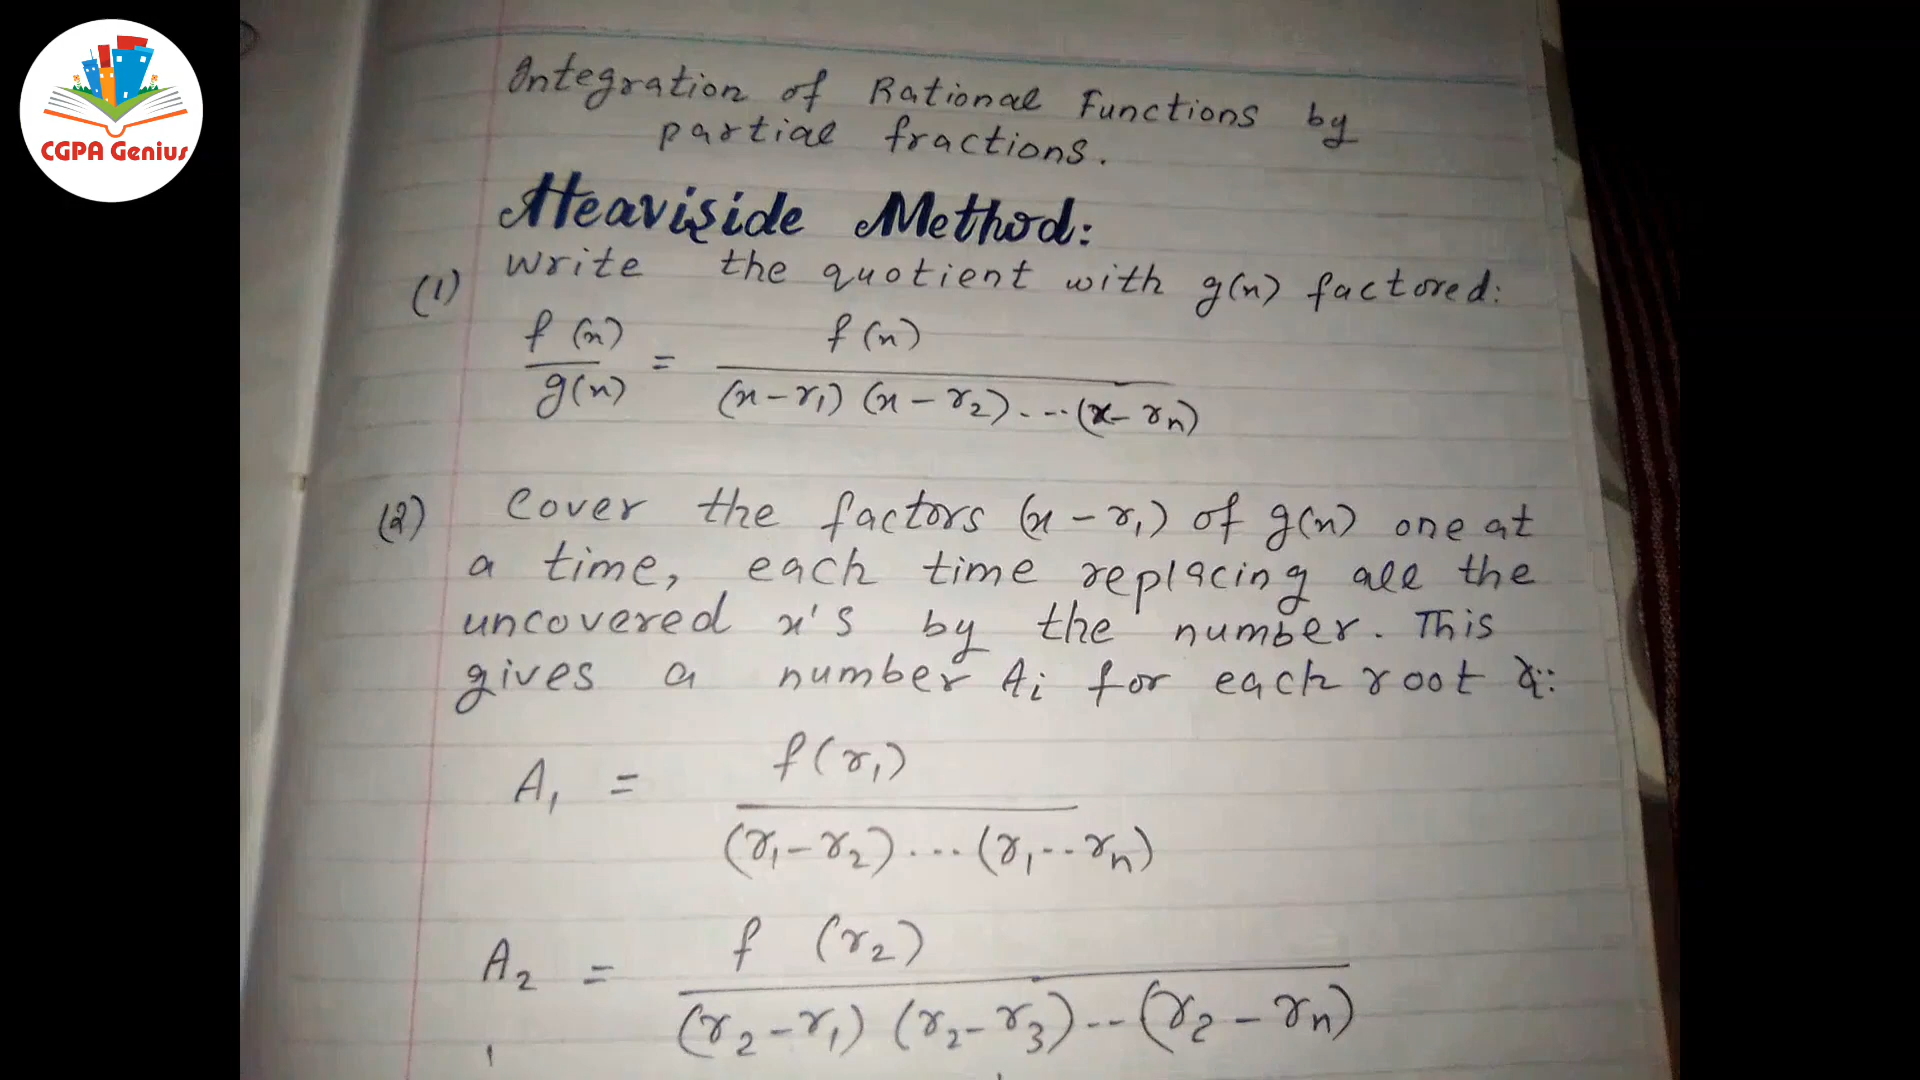 CGPA Genius
Integration of Rational Functions by
partial fractions.
Heaviside Method:
(1) Write the quotient with g(x) factored:
f(x)/g(x) = f(x)/(x-r₁)(x-r₂)...(x-rₙ)
(2) Cover the factors (x-r₁) of g(x) one at
a time, each time replacing all the
uncovered x's by the number. This
gives a number Aᵢ for each root rᵢ:
A₁ = f(r₁)/(r₁-r₂)...(r₁--rₙ)
A₂ = f(r₂)/(r₂-r₁)(r₂-r₃)--(r₂-rₙ)